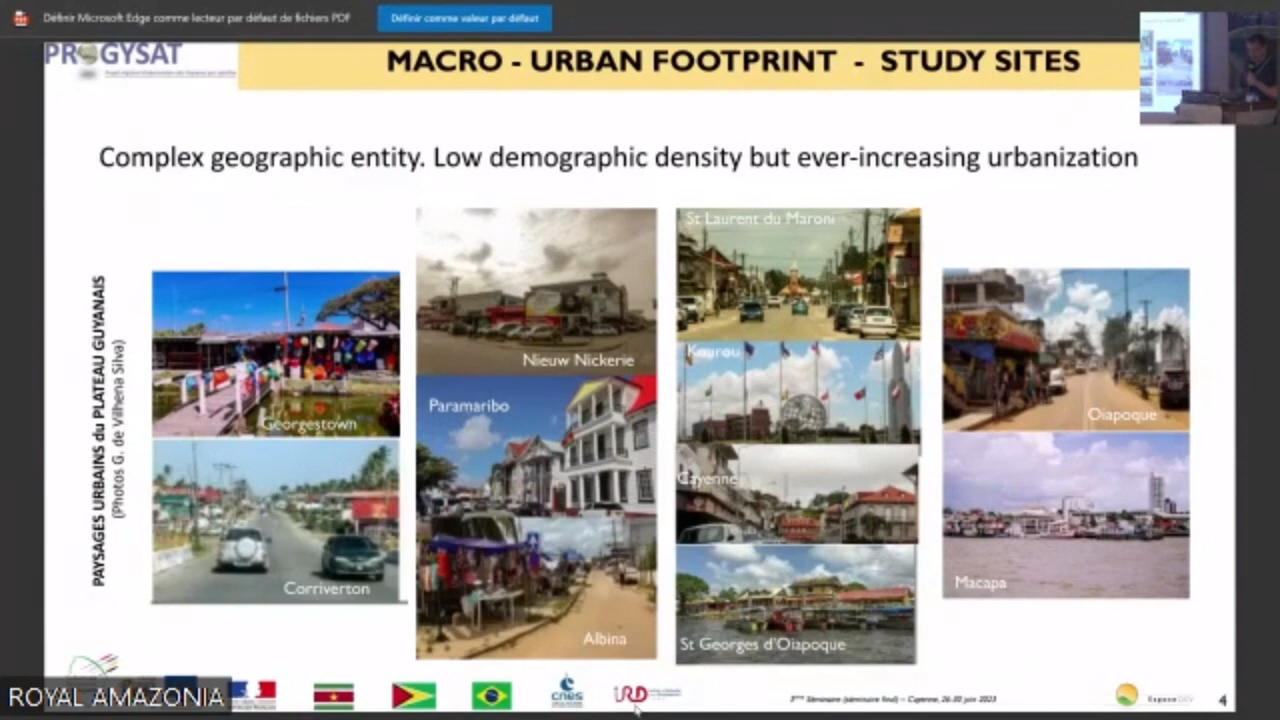 Définir Microsoft Edge comme lecteur par défaut de fichiers PDF
Définir comme valeur par défaut
PROGYSAT
MACRO - URBAN FOOTPRINT - STUDY SITES
Complex geographic entity. Low demographic density but ever-increasing urbanization
PAYSAGES URBAINS du PLATEAU GUYANAIS
(Photos G. de Vilhena Silva)
Georgestown
Corriverton
Nieuw Nickerie
Paramaribo
Albina
St Laurent du Maroni
Kourou
Cayenne
St Georges d'Oiapoque
Oiapoque
Macapa
ROYAL AMAZONIA
cnes
IRD
3ème Séminaire (séminaire final) – Cayenne, 26-30 juin 2023
Espace DEV
4